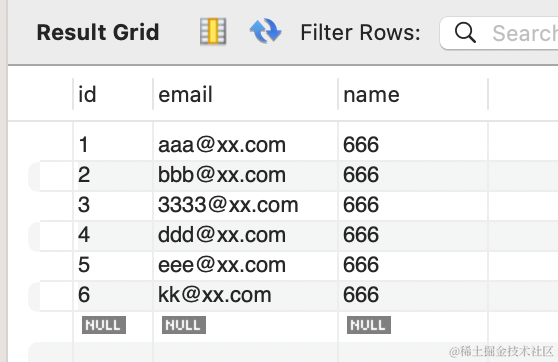 Result Grid Filter Rows: Search
id email name
1 aaa@xx.com 666
2 bbb@xx.com 666
3 3333@xx.com 666
4 ddd@xx.com 666
5 eee@xx.com 666
6 kk@xx.com 666
NULL NULL NULL
@稀土掘金技术社区